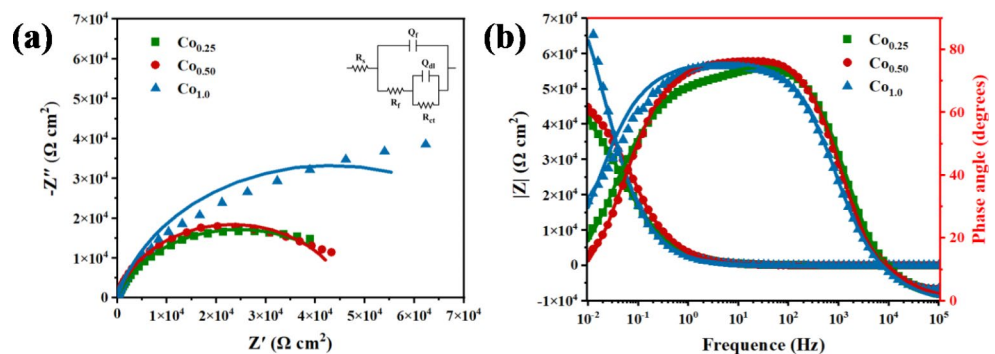 (a)
7×10⁴
6×10⁴
5×10⁴
4×10⁴
3×10⁴
2×10⁴
1×10⁴
0
-Z″ (Ω cm²)
Co0.25
Co0.50
Co1.0
Qf
Rs
Qdl
Rf
Rct
0 1×10⁴ 2×10⁴ 3×10⁴ 4×10⁴ 5×10⁴ 6×10⁴ 7×10⁴
Z′ (Ω cm²)
(b)
7×10⁴
6×10⁴
5×10⁴
4×10⁴
3×10⁴
2×10⁴
1×10⁴
0
-1×10⁴
|Z| (Ω cm²)
Co0.25
Co0.50
Co1.0
80
60
40
20
0
Phase angle (degrees)
10⁻² 10⁻¹ 10⁰ 10¹ 10² 10³ 10⁴ 10⁵
Frequence (Hz)